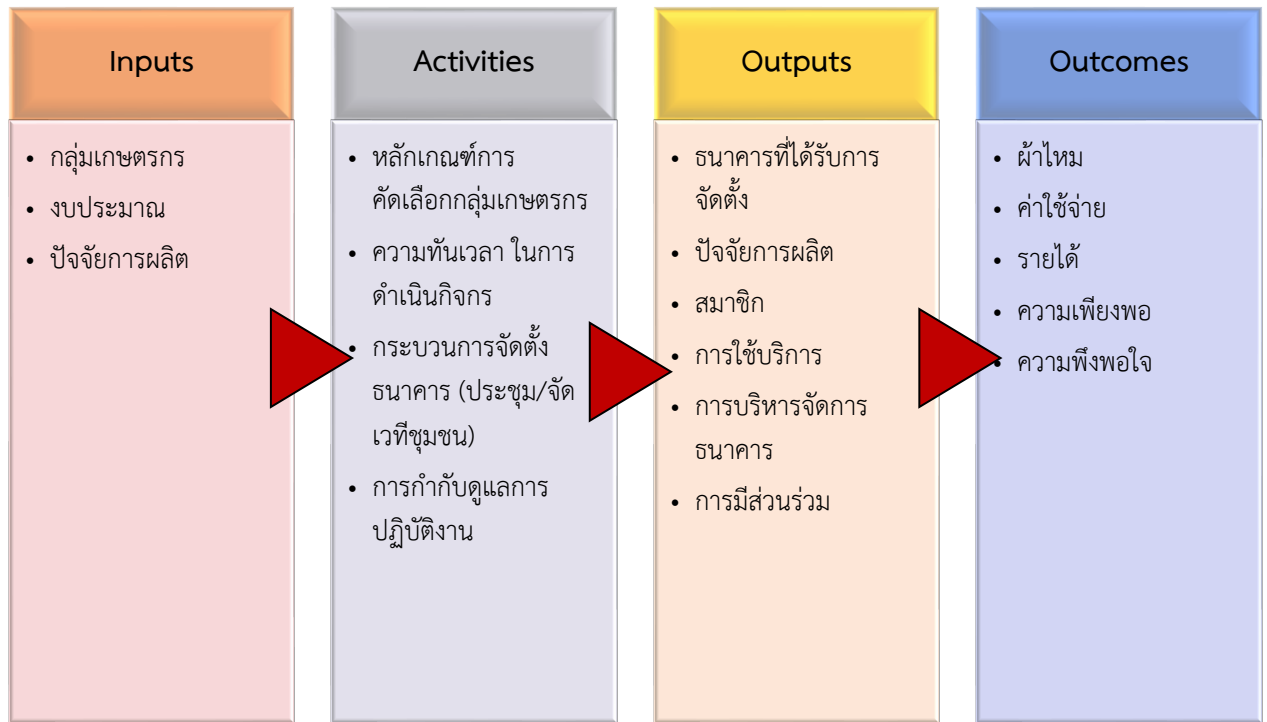 Inputs
• กลุ่มเกษตรกร
• งบประมาณ
• ปัจจัยการผลิต
Activities
• หลักเกณฑ์การ
คัดเลือกกลุ่มเกษตรกร
• ความทันเวลา ในการ
ดำเนินกิจกร
• กระบวนการจัดตั้ง
ธนาคาร (ประชุม/จัด
เวทีชุมชน)
• การกำกับดูแลการ
ปฏิบัติงาน
Outputs
• ธนาคารที่ได้รับการ
จัดตั้ง
• ปัจจัยการผลิต
• สมาชิก
• การใช้บริการ
• การบริหารจัดการ
ธนาคาร
• การมีส่วนร่วม
Outcomes
• ผ้าไหม
• ค่าใช้จ่าย
• รายได้
• ความเพียงพอ
• ความพึงพอใจ